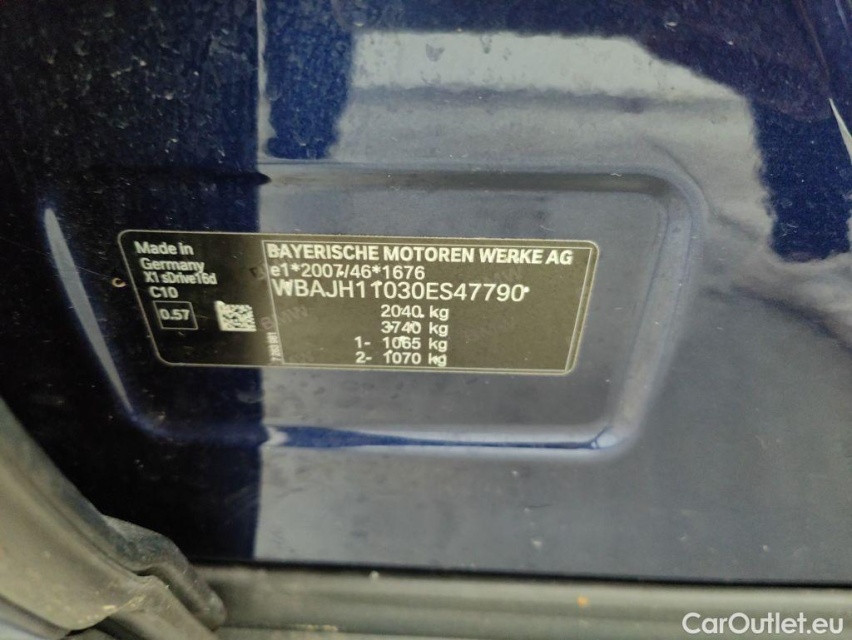 Made in
Germany
X1 sDrive16d
C10
0.57
BAYERISCHE MOTOREN WERKE AG
e1*2007/46*1676
WBAJH11030ES47790
2040 kg
3740 kg
1- 1065 kg
2- 1070 kg
CarOutlet.eu